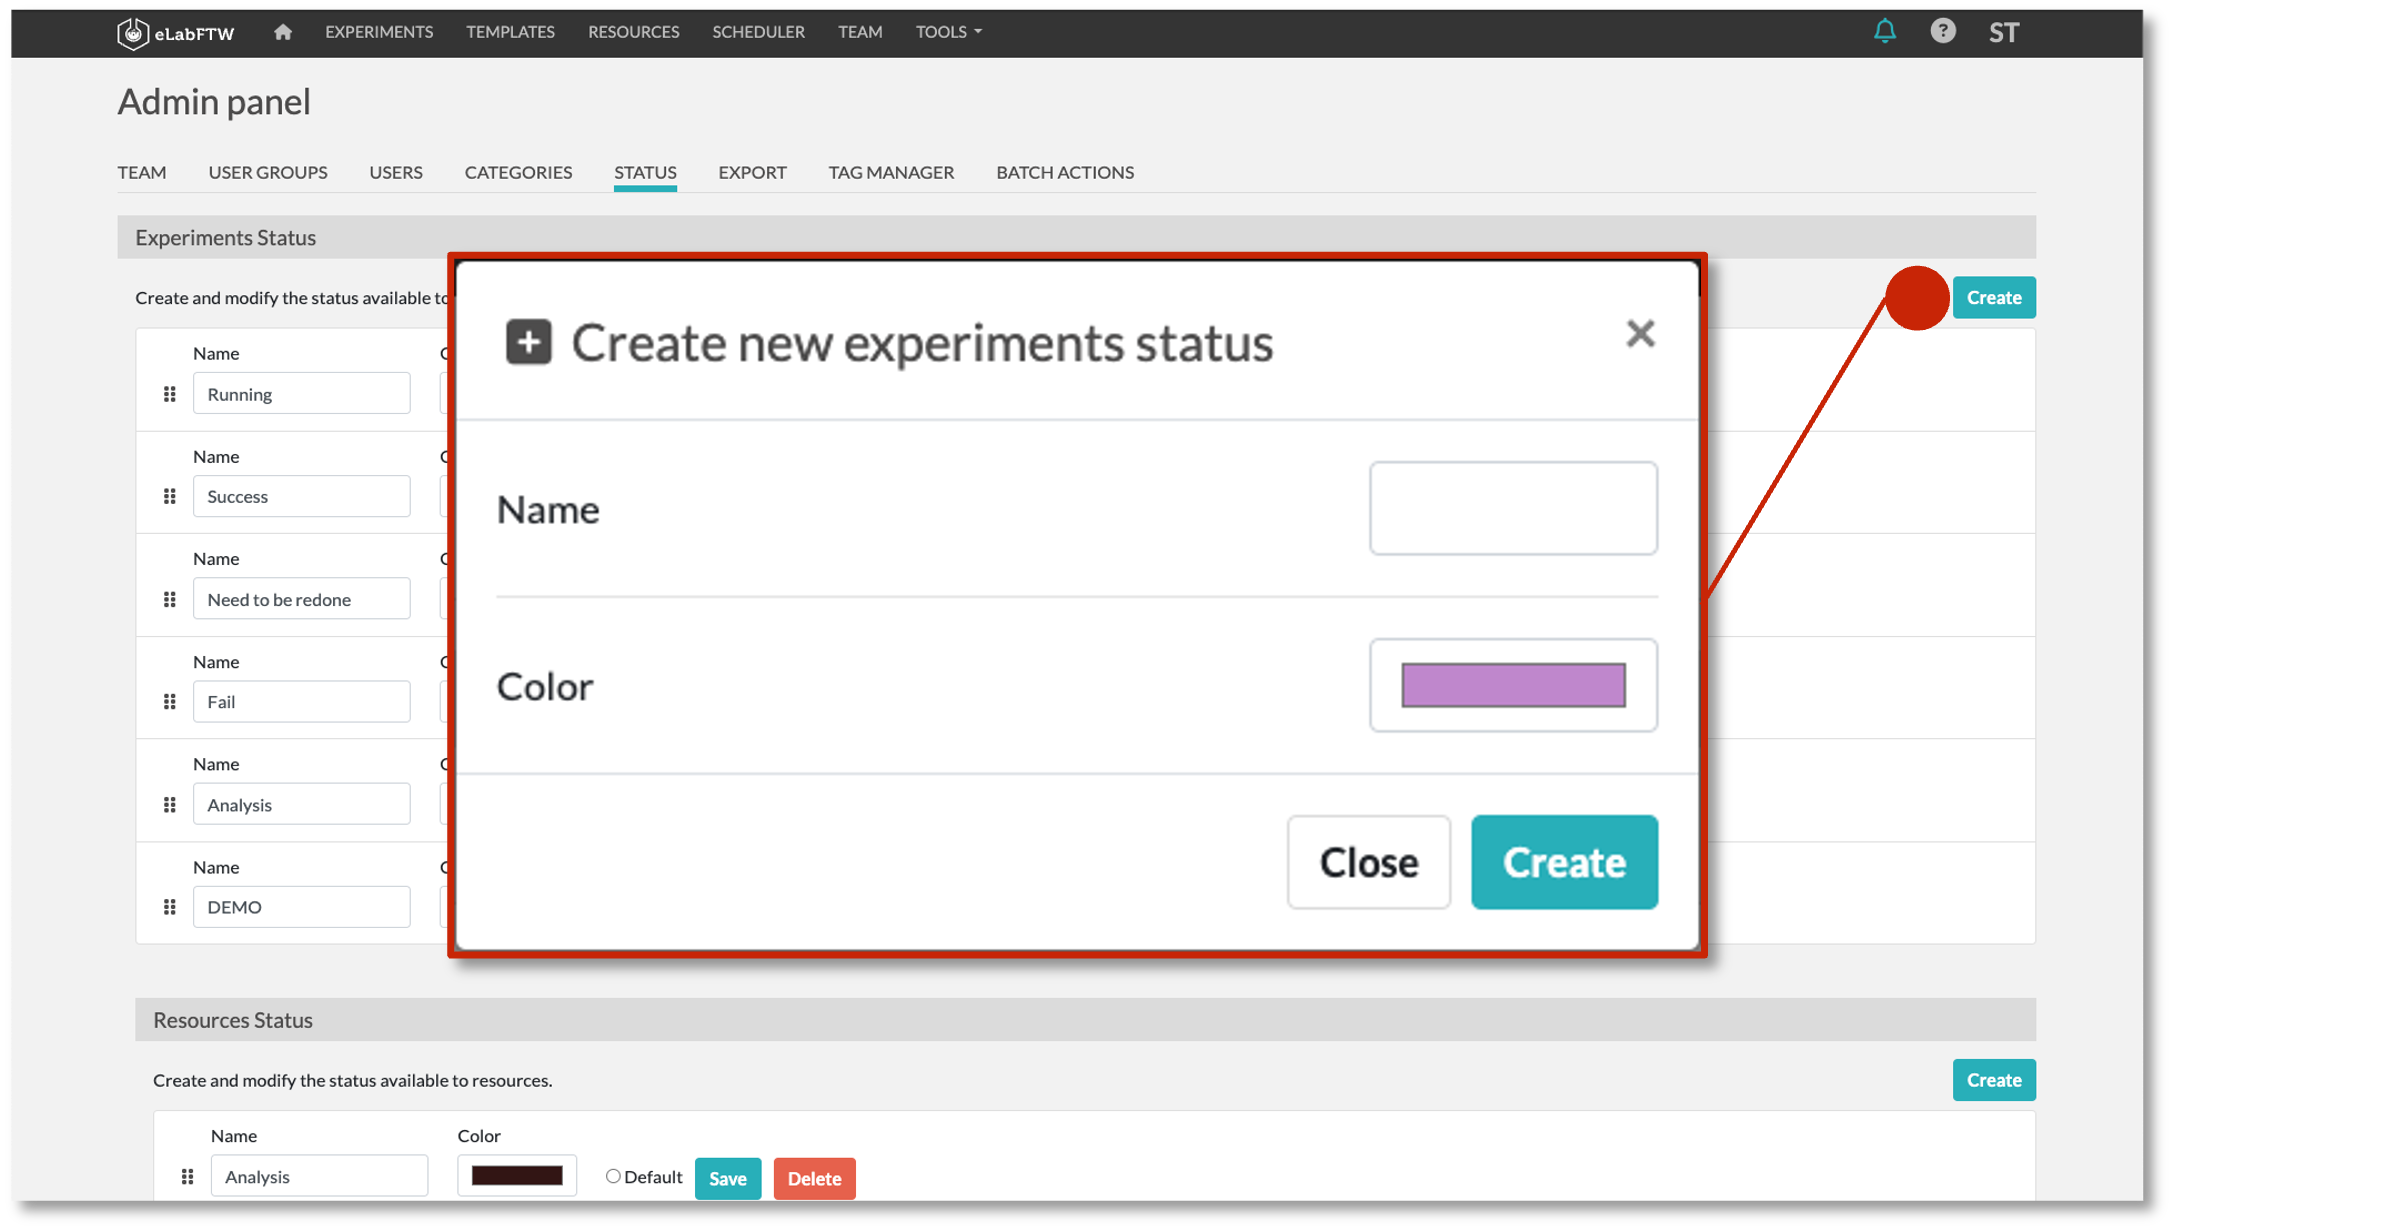 eLabFTW EXPERIMENTS TEMPLATES RESOURCES SCHEDULER TEAM TOOLS ? ST
Admin panel
TEAM USER GROUPS USERS CATEGORIES STATUS EXPORT TAG MANAGER BATCH ACTIONS
Experiments Status
Create and modify the status available to
Create
Name
Running
Name
Success
Name
Need to be redone
Name
Fail
Name
Analysis
Name
DEMO
Create new experiments status
Name
Color
Close Create
Resources Status
Create and modify the status available to resources.
Create
Name Color
Analysis Default Save Delete